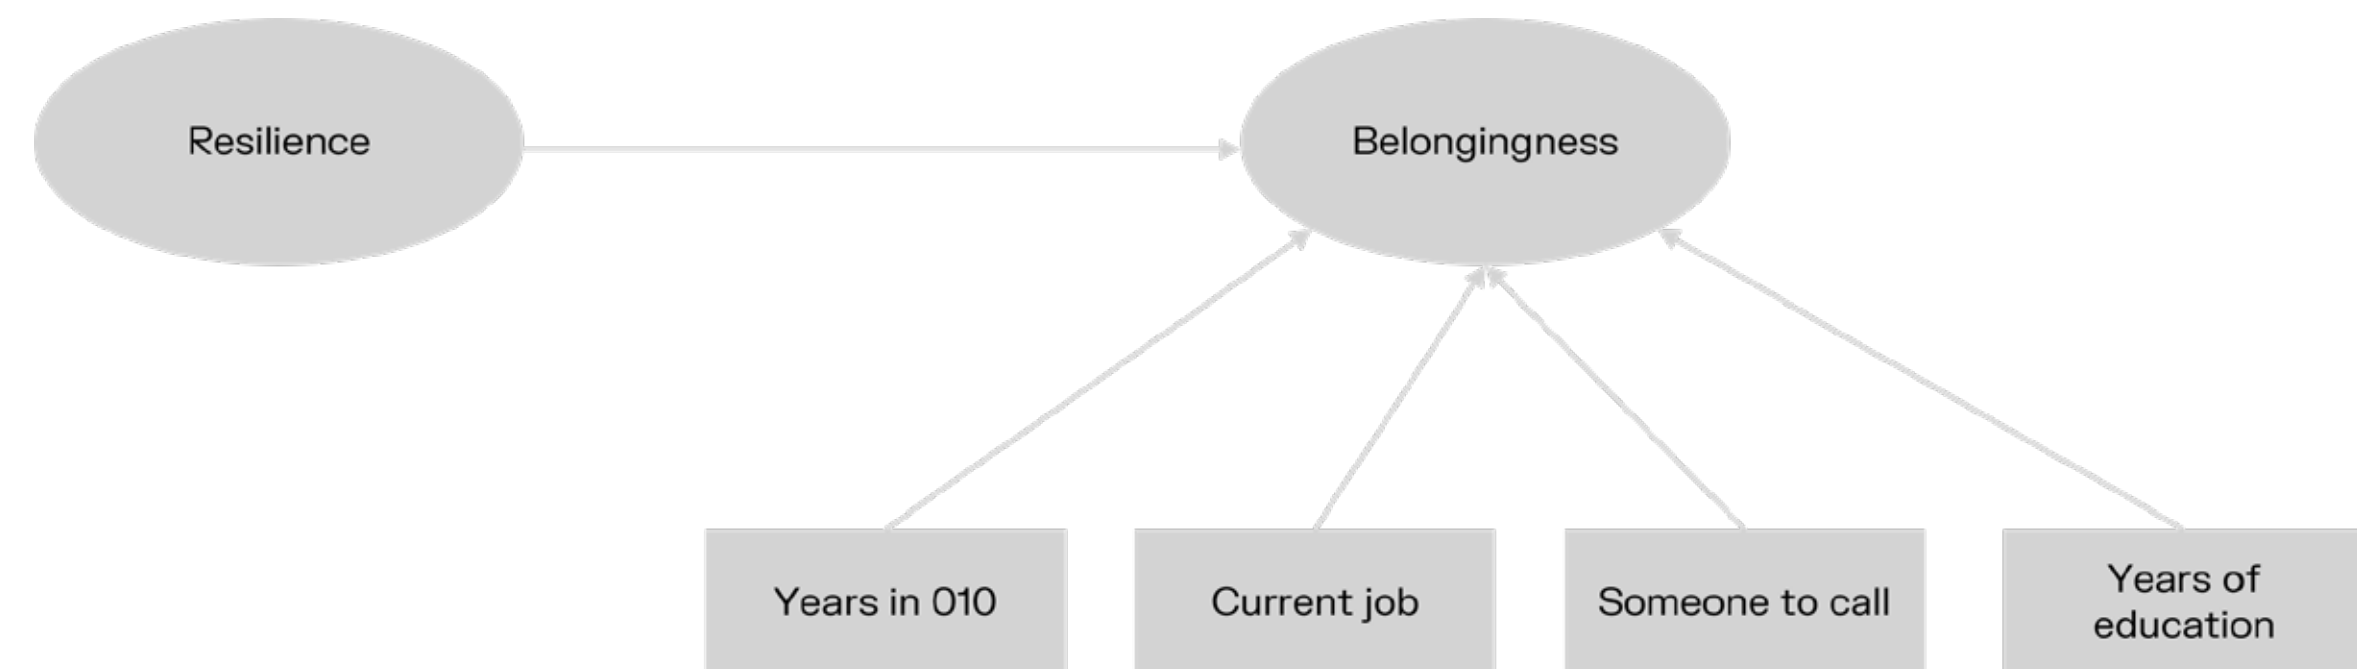 Resilience
Belongingness
Years in 010
Current job
Someone to call
Years of
education